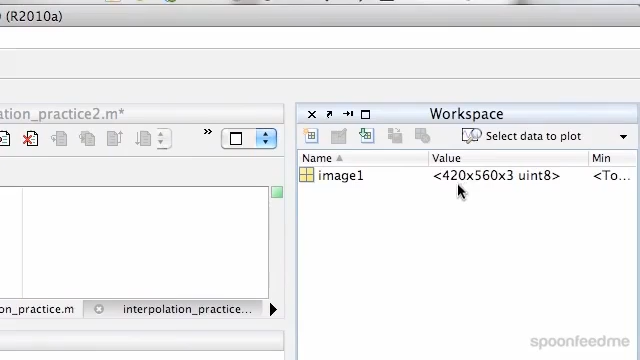 (R2010a)
ation_practice2.m*
Workspace
» Select data to plot
Name Value Min
image1 <420x560x3 uint8> <To...
on_practice.m interpolation_practice...
spoonfeedme